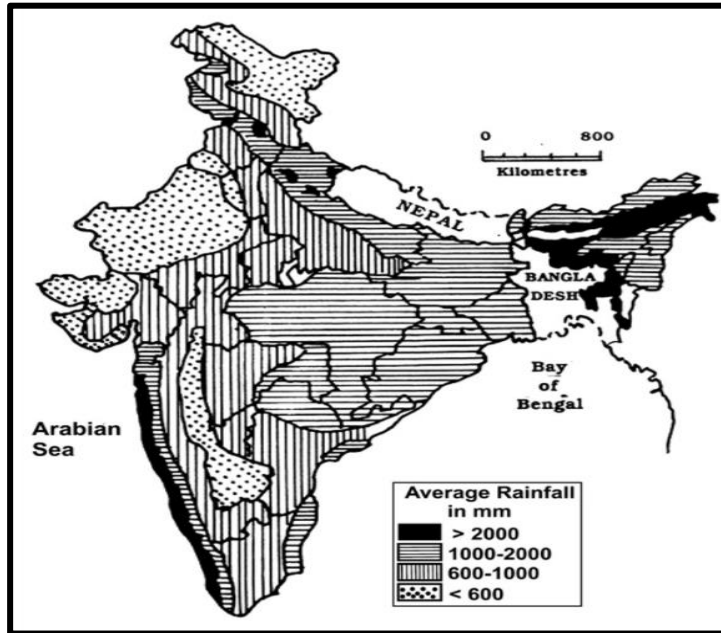 0 800
Kilometres
NEPAL
BANGLA
DESH
Bay
of
Bengal
Arabian
Sea
Average Rainfall
in mm
> 2000
1000-2000
600-1000
< 600